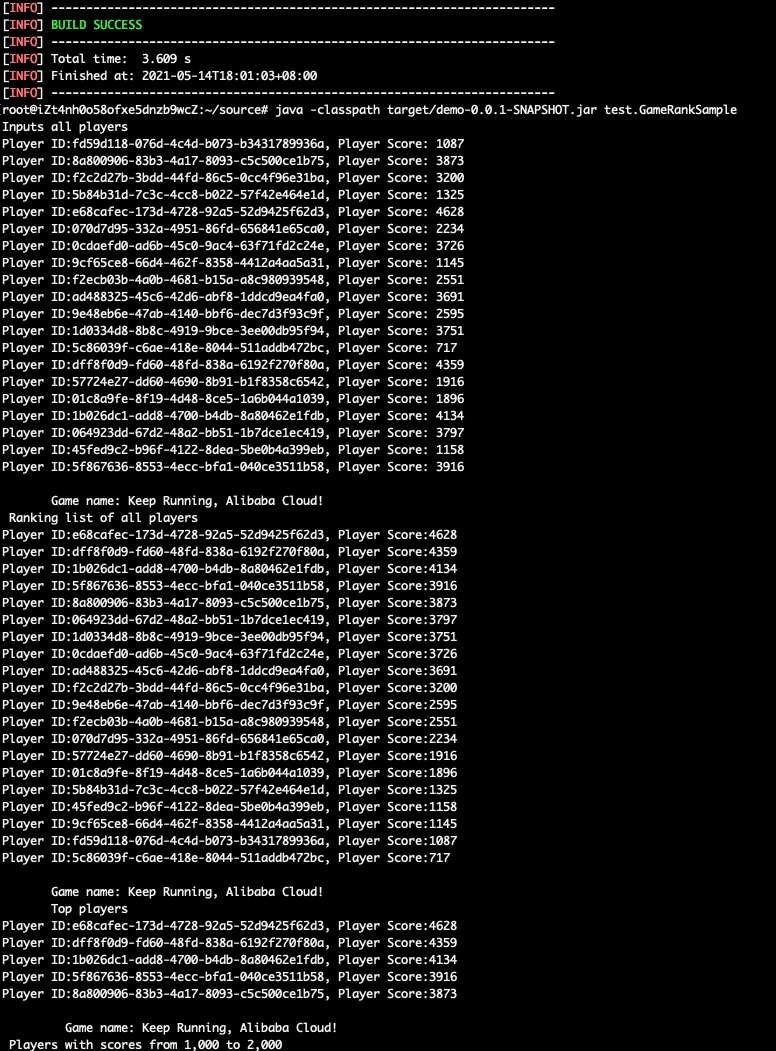 [INFO] ------------------------------------------------------------------------
[INFO] BUILD SUCCESS
[INFO] ------------------------------------------------------------------------
[INFO] Total time:  3.609 s
[INFO] Finished at: 2021-05-14T18:01:03+08:00
[INFO] ------------------------------------------------------------------------
root@iZt4nh0o58ofxe5dnzb9wcZ:~/source# java -classpath target/demo-0.0.1-SNAPSHOT.jar test.GameRankSample
Inputs all players
Player ID:fd59d118-076d-4c4d-b073-b3431789936a, Player Score: 1087
Player ID:8a800906-83b3-4a17-8093-c5c500ce1b75, Player Score: 3873
Player ID:f2c2d27b-3bdd-44fd-86c5-0cc4f96e31ba, Player Score: 3200
Player ID:5b84b31d-7c3c-4cc8-b022-57f42e464e1d, Player Score: 1325
Player ID:e68cafec-173d-4728-92a5-52d9425f62d3, Player Score: 4628
Player ID:070d7d95-332a-4951-86fd-656841e65ca0, Player Score: 2234
Player ID:0cdaefd0-ad6b-45c0-9ac4-63f71fd2c24e, Player Score: 3726
Player ID:9cf65ce8-66d4-462f-8358-4412a4aa5a31, Player Score: 1145
Player ID:f2ecb03b-4a0b-4681-b15a-a8c980939548, Player Score: 2551
Player ID:ad488325-45c6-42d6-abf8-1ddcd9ea4fa0, Player Score: 3691
Player ID:9e48eb6e-47ab-4140-bbf6-dec7d3f93c9f, Player Score: 2595
Player ID:1d0334d8-8b8c-4919-9bce-3ee00db95f94, Player Score: 3751
Player ID:5c86039f-c6ae-418e-8044-511addb472bc, Player Score: 717
Player ID:dff8f0d9-fd60-48fd-838a-6192f270f80a, Player Score: 4359
Player ID:57724e27-dd60-4690-8b91-b1f8358c6542, Player Score: 1916
Player ID:01c8a9fe-8f19-4d48-8ce5-1a6b044a1039, Player Score: 1896
Player ID:1b026dc1-add8-4700-b4db-8a80462e1fdb, Player Score: 4134
Player ID:064923dd-67d2-48a2-bb51-1b7dce1ec419, Player Score: 3797
Player ID:45fed9c2-b96f-4122-8dea-5be0b4a399eb, Player Score: 1158
Player ID:5f867636-8553-4ecc-bfa1-040ce3511b58, Player Score: 3916
Game name: Keep Running, Alibaba Cloud!
Ranking list of all players
Player ID:e68cafec-173d-4728-92a5-52d9425f62d3, Player Score:4628
Player ID:dff8f0d9-fd60-48fd-838a-6192f270f80a, Player Score:4359
Player ID:1b026dc1-add8-4700-b4db-8a80462e1fdb, Player Score:4134
Player ID:5f867636-8553-4ecc-bfa1-040ce3511b58, Player Score:3916
Player ID:8a800906-83b3-4a17-8093-c5c500ce1b75, Player Score:3873
Player ID:064923dd-67d2-48a2-bb51-1b7dce1ec419, Player Score:3797
Player ID:1d0334d8-8b8c-4919-9bce-3ee00db95f94, Player Score:3751
Player ID:0cdaefd0-ad6b-45c0-9ac4-63f71fd2c24e, Player Score:3726
Player ID:ad488325-45c6-42d6-abf8-1ddcd9ea4fa0, Player Score:3691
Player ID:f2c2d27b-3bdd-44fd-86c5-0cc4f96e31ba, Player Score:3200
Player ID:9e48eb6e-47ab-4140-bbf6-dec7d3f93c9f, Player Score:2595
Player ID:f2ecb03b-4a0b-4681-b15a-a8c980939548, Player Score:2551
Player ID:070d7d95-332a-4951-86fd-656841e65ca0, Player Score:2234
Player ID:57724e27-dd60-4690-8b91-b1f8358c6542, Player Score:1916
Player ID:01c8a9fe-8f19-4d48-8ce5-1a6b044a1039, Player Score:1896
Player ID:5b84b31d-7c3c-4cc8-b022-57f42e464e1d, Player Score:1325
Player ID:45fed9c2-b96f-4122-8dea-5be0b4a399eb, Player Score:1158
Player ID:9cf65ce8-66d4-462f-8358-4412a4aa5a31, Player Score:1145
Player ID:fd59d118-076d-4c4d-b073-b3431789936a, Player Score:1087
Player ID:5c86039f-c6ae-418e-8044-511addb472bc, Player Score:717
Game name: Keep Running, Alibaba Cloud!
Top players
Player ID:e68cafec-173d-4728-92a5-52d9425f62d3, Player Score:4628
Player ID:dff8f0d9-fd60-48fd-838a-6192f270f80a, Player Score:4359
Player ID:1b026dc1-add8-4700-b4db-8a80462e1fdb, Player Score:4134
Player ID:5f867636-8553-4ecc-bfa1-040ce3511b58, Player Score:3916
Player ID:8a800906-83b3-4a17-8093-c5c500ce1b75, Player Score:3873
Game name: Keep Running, Alibaba Cloud!
Players with scores from 1,000 to 2,000